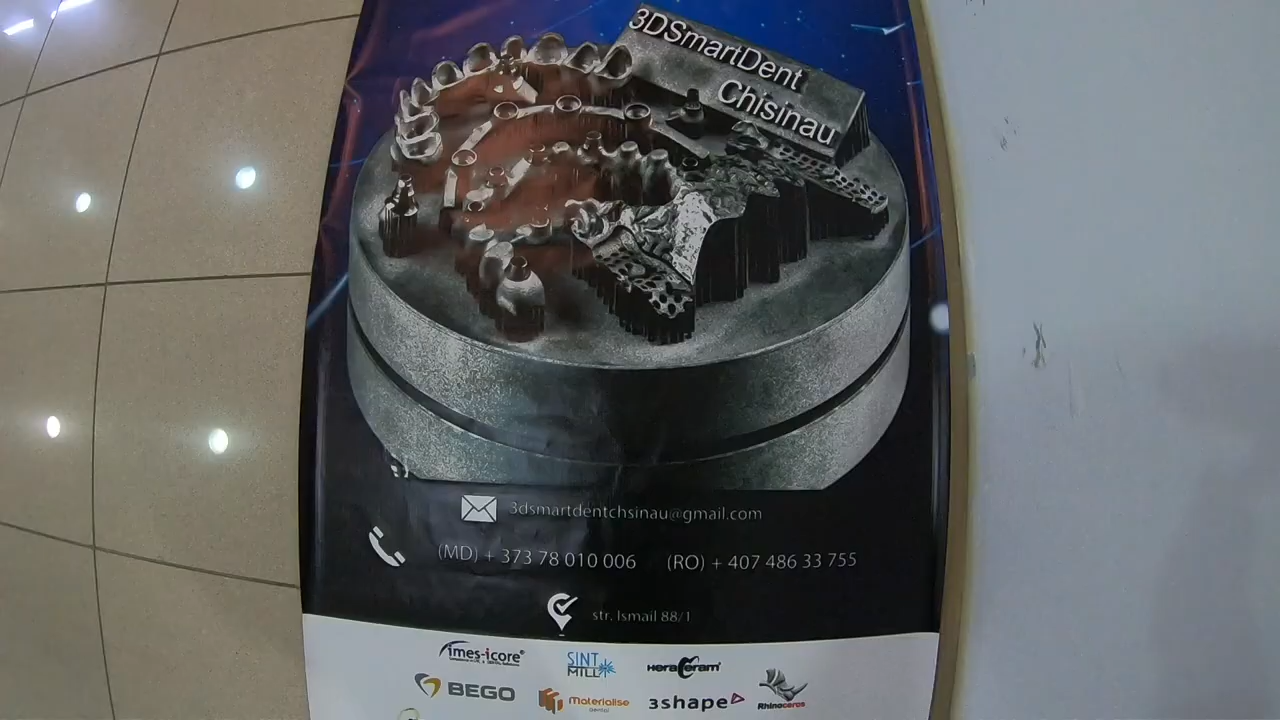 3DSmartDent
Chisinau
3dsmartdentchsinau@gmail.com
(MD) + 373 78 010 006 (RO) + 407 486 33 755
str. Ismail 88/1
imes-icore®
SINT
MILL
HeraCeram®
BEGO
Materialise
Dental
3shape
Rhinoceros